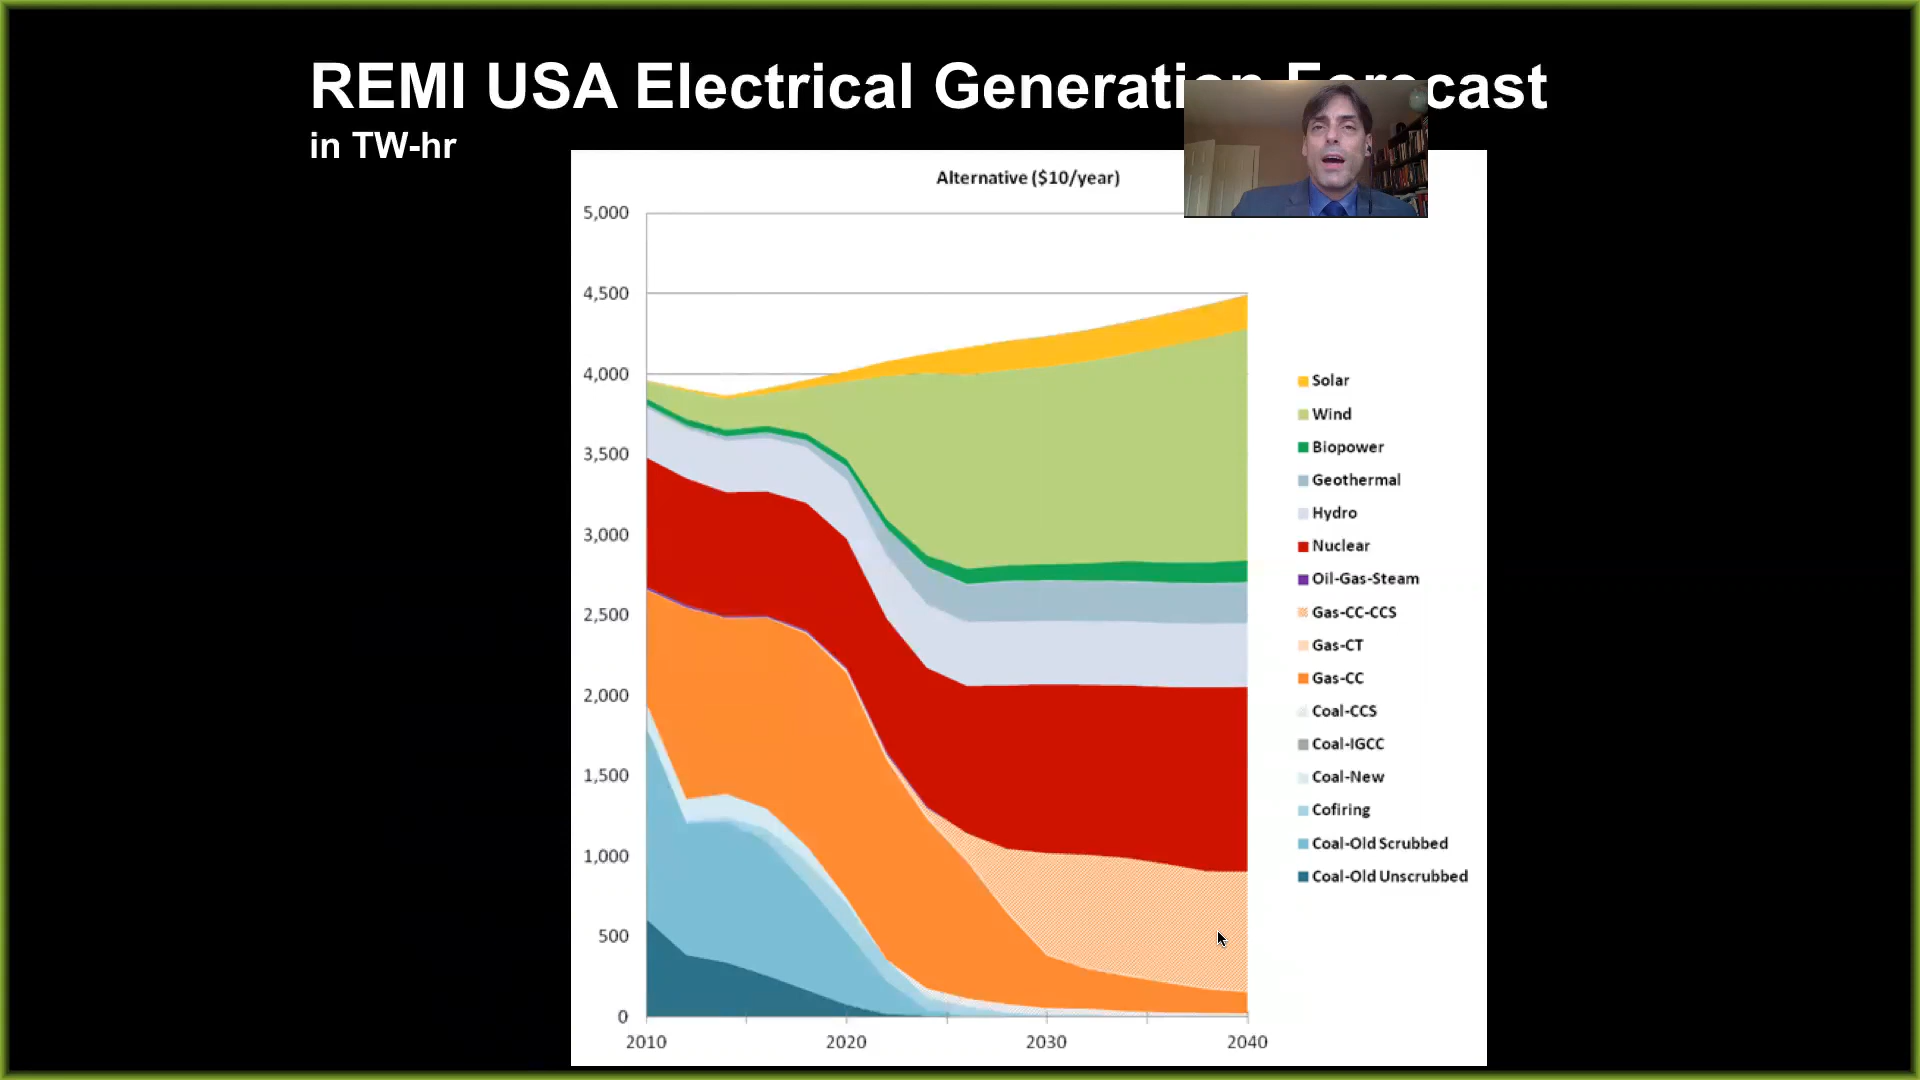 REMI USA Electrical Generation Forecast
in TW-hr
Alternative ($10/year)
5,000
4,500
4,000
3,500
3,000
2,500
2,000
1,500
1,000
500
0
2010
2020
2030
2040
Solar
Wind
Biopower
Geothermal
Hydro
Nuclear
Oil-Gas-Steam
Gas-CC-CCS
Gas-CT
Gas-CC
Coal-CCS
Coal-IGCC
Coal-New
Cofiring
Coal-Old Scrubbed
Coal-Old Unscrubbed